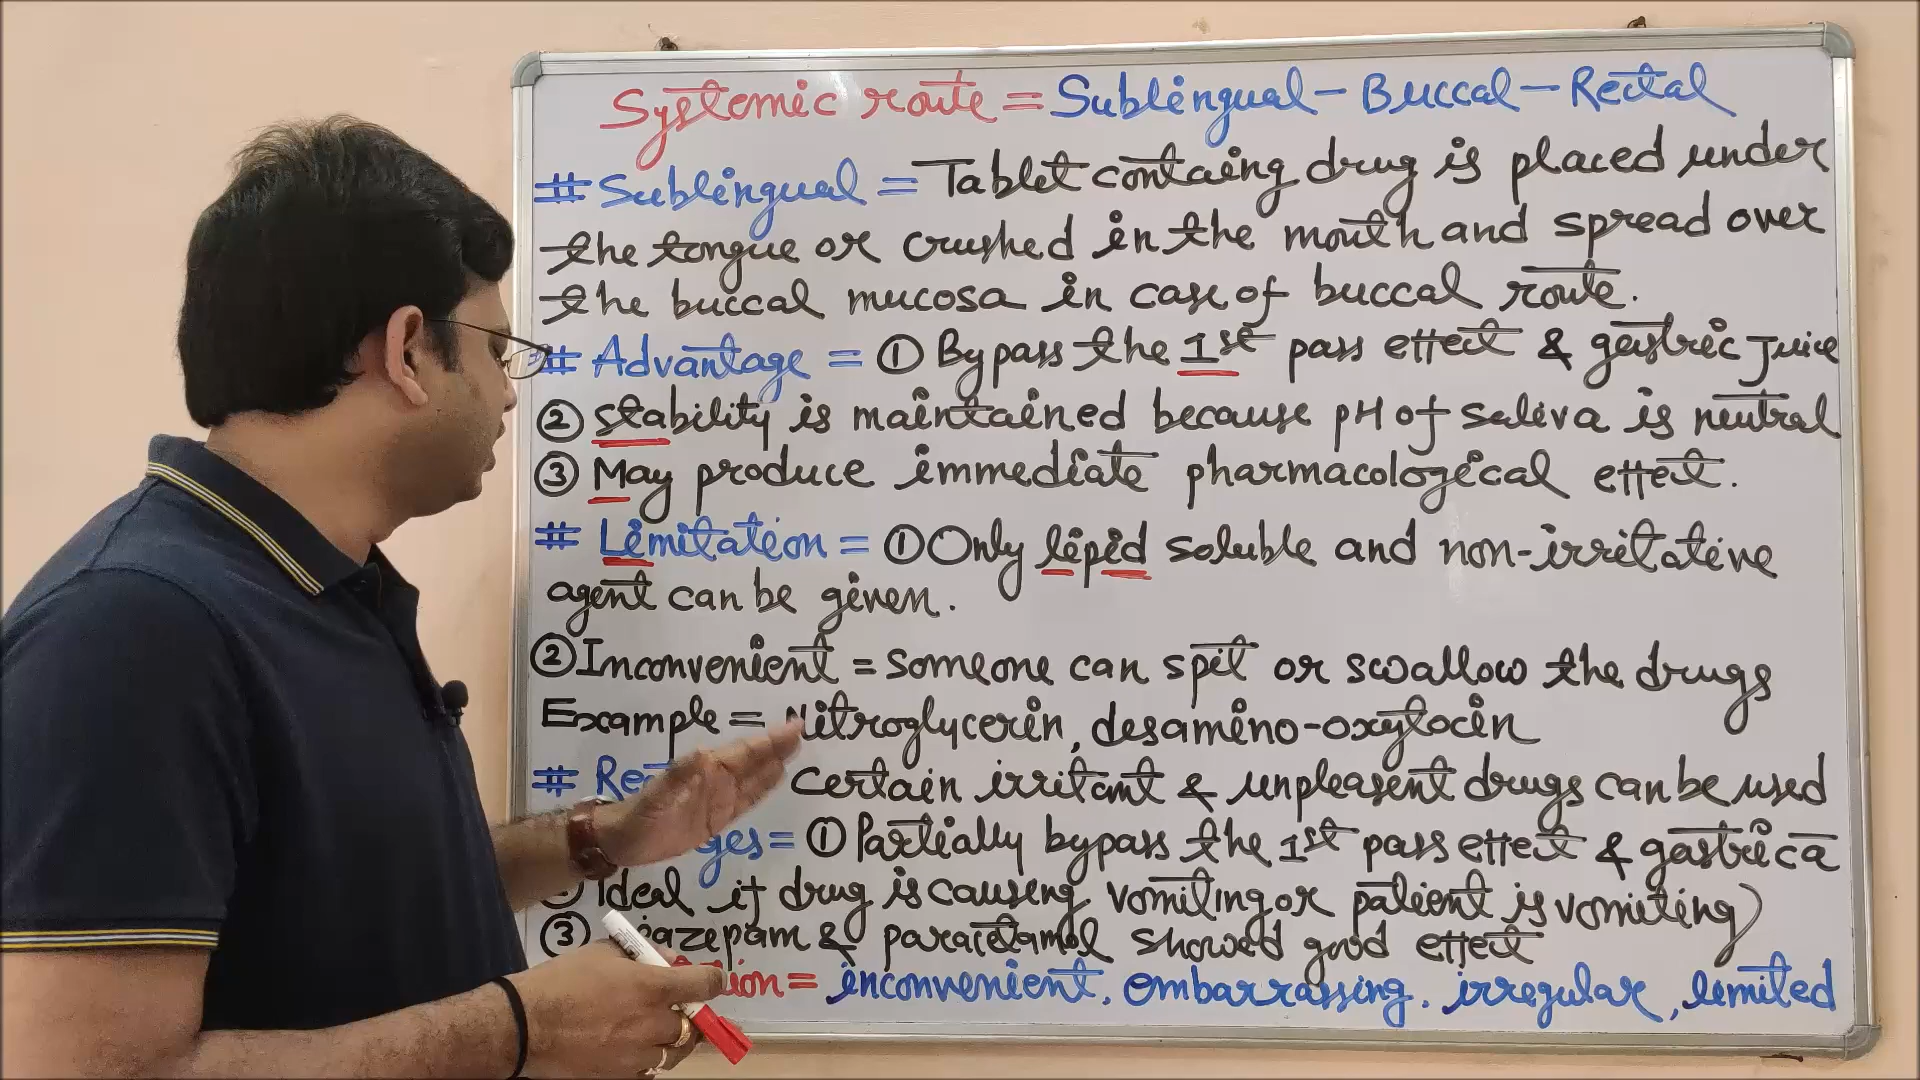 Systemic route = Sublingual - Buccal - Rectal
# Sublingual = Tablet containg drug is placed under
the tongue or crushed in the mouth and spread over
the buccal mucosa in case of buccal route.
# Advantage = ① Bypass the 1st pass effect & gastric Juice
② stability is maintained because pH of saliva is neutral
③ May produce immediate pharmacological effect.
# Limitation = ① Only lipid soluble and non-irritative
agent can be given.
② Inconvenient = someone can spit or swallow the drugs
Example = Nitroglycerin, desamino-oxytocin
# Certain irritant & unpleasent drugs can be used
ges = ① Partially bypass the 1st pass effect & gastric a
Ideal if drug is causing vomiting or patient is vomiting)
③ iazepam & paracetamol showed good effect
tion = inconvenient, embarrassing, irregular, limited